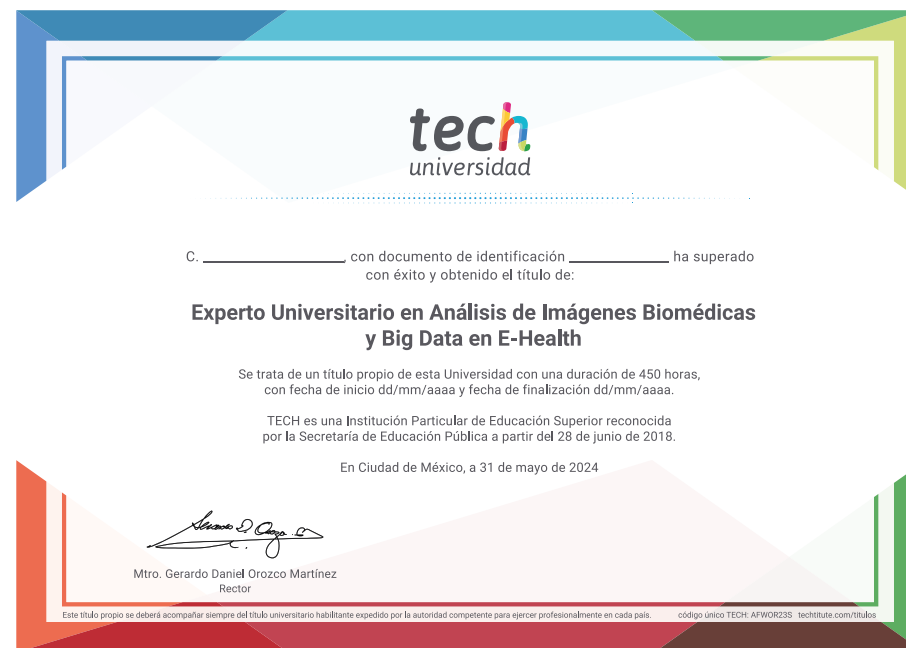 tech
universidad
C. ____________________, con documento de identificación ______________ ha superado
con éxito y obtenido el título de:
Experto Universitario en Análisis de Imágenes Biomédicas
y Big Data en E-Health
Se trata de un título propio de esta Universidad con una duración de 450 horas,
con fecha de inicio dd/mm/aaaa y fecha de finalización dd/mm/aaaa.
TECH es una Institución Particular de Educación Superior reconocida
por la Secretaría de Educación Pública a partir del 28 de junio de 2018.
En Ciudad de México, a 31 de mayo de 2024
Mtro. Gerardo Daniel Orozco Martínez
Rector
Este título propio se deberá acompañar siempre del título universitario habilitante expedido por la autoridad competente para ejercer profesionalmente en cada país. código único TECH: AFWOR23S techtitute.com/titulos